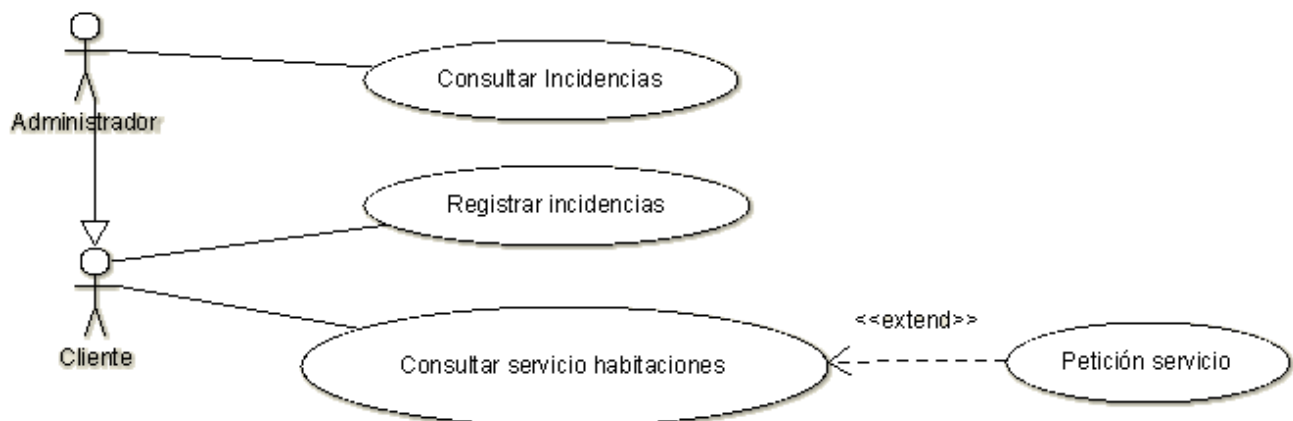 Consultar Incidencias
Administrador
Registrar incidencias
<<extend>>
Cliente
Consultar servicio habitaciones
Petición servicio